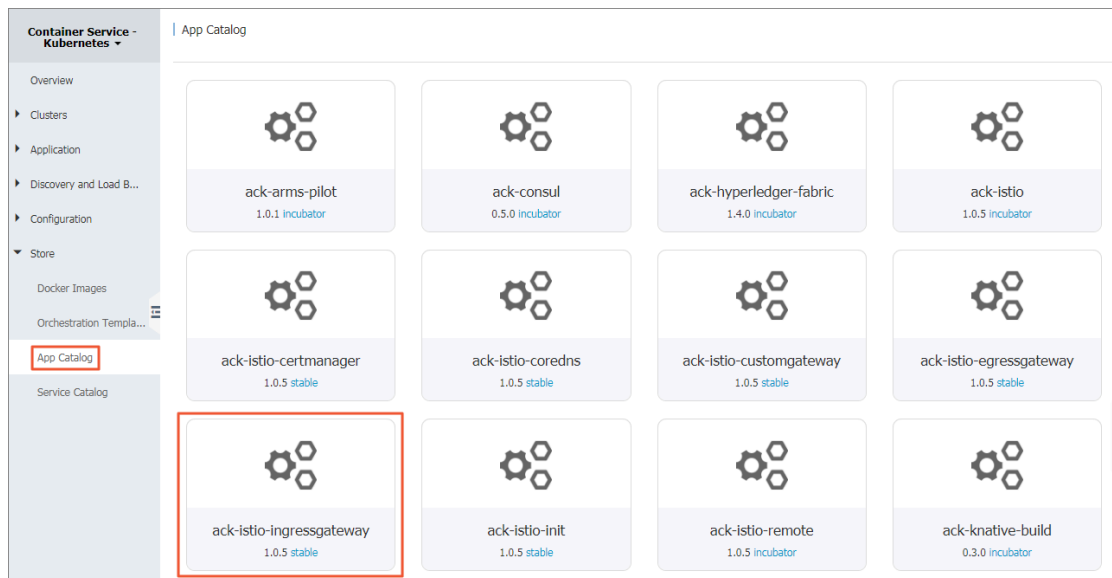 Container Service -
Kubernetes
Overview
Clusters
Application
Discovery and Load B...
Configuration
Store
Docker Images
Orchestration Templa...
App Catalog
Service Catalog
App Catalog
ack-arms-pilot
1.0.1 incubator
ack-consul
0.5.0 incubator
ack-hyperledger-fabric
1.4.0 incubator
ack-istio
1.0.5 incubator
ack-istio-certmanager
1.0.5 stable
ack-istio-coredns
1.0.5 stable
ack-istio-customgateway
1.0.5 stable
ack-istio-egressgateway
1.0.5 stable
ack-istio-ingressgateway
1.0.5 stable
ack-istio-init
1.0.5 stable
ack-istio-remote
1.0.5 incubator
ack-knative-build
0.3.0 incubator